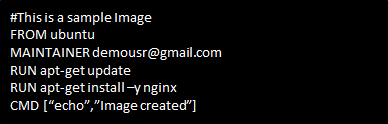 #This is a sample Image
FROM ubuntu
MAINTAINER demousr@gmail.com
RUN apt-get update
RUN apt-get install –y nginx
CMD [“echo”,”Image created”]